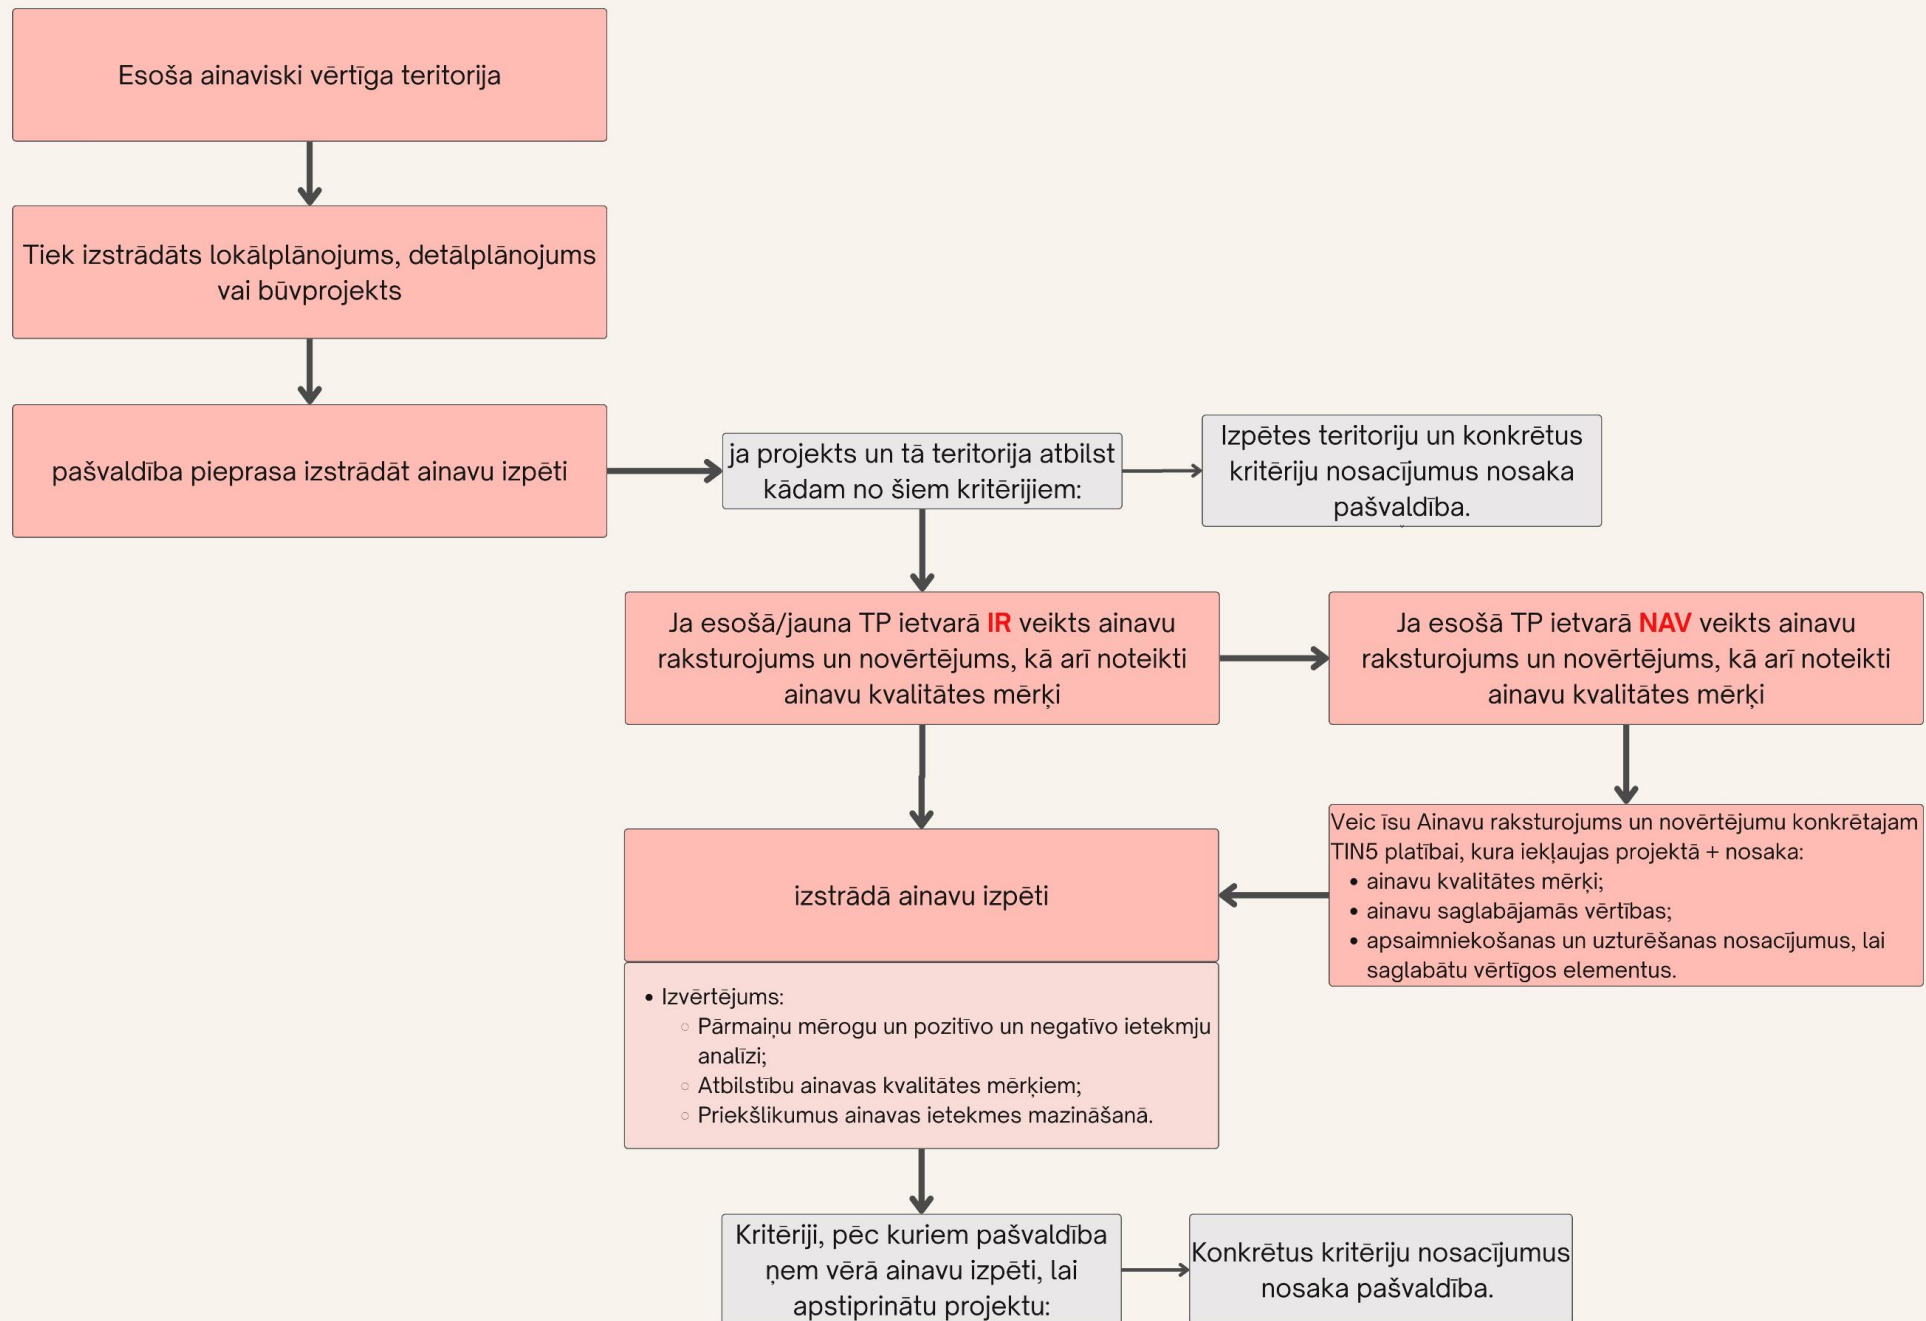 Esoša ainaviski vērtīga teritorija
Tiek izstrādāts lokālplānojums, detālplānojums
vai būvprojekts
pašvaldība pieprasa izstrādāt ainavu izpēti
ja projekts un tā teritorija atbilst
kādam no šiem kritērijiem:
Izpētes teritoriju un konkrētus
kritēriju nosacījumus nosaka
pašvaldība.
Ja esošā/jauna TP ietvarā IR veikts ainavu
raksturojums un novērtējums, kā arī noteikti
ainavu kvalitātes mērķi
Ja esošā TP ietvarā NAV veikts ainavu
raksturojums un novērtējums, kā arī noteikti
ainavu kvalitātes mērķi
Veic īsu Ainavu raksturojums un novērtējumu konkrētajam
TIN5 platībai, kura iekļaujas projektā + nosaka:
• ainavu kvalitātes mērķi;
• ainavu saglabājamās vērtības;
• apsaimniekošanas un uzturēšanas nosacījumus, lai
saglabātu vērtīgos elementus.
izstrādā ainavu izpēti
• Izvērtējums:
○ Pārmaiņu mērogu un pozitīvo un negatīvo ietekmju
analīzi;
○ Atbilstību ainavas kvalitātes mērķiem;
○ Priekšlikumus ainavas ietekmes mazināšanā.
Kritēriji, pēc kuriem pašvaldība
ņem vērā ainavu izpēti, lai
apstiprinātu projektu:
Konkrētus kritēriju nosacījumus
nosaka pašvaldība.